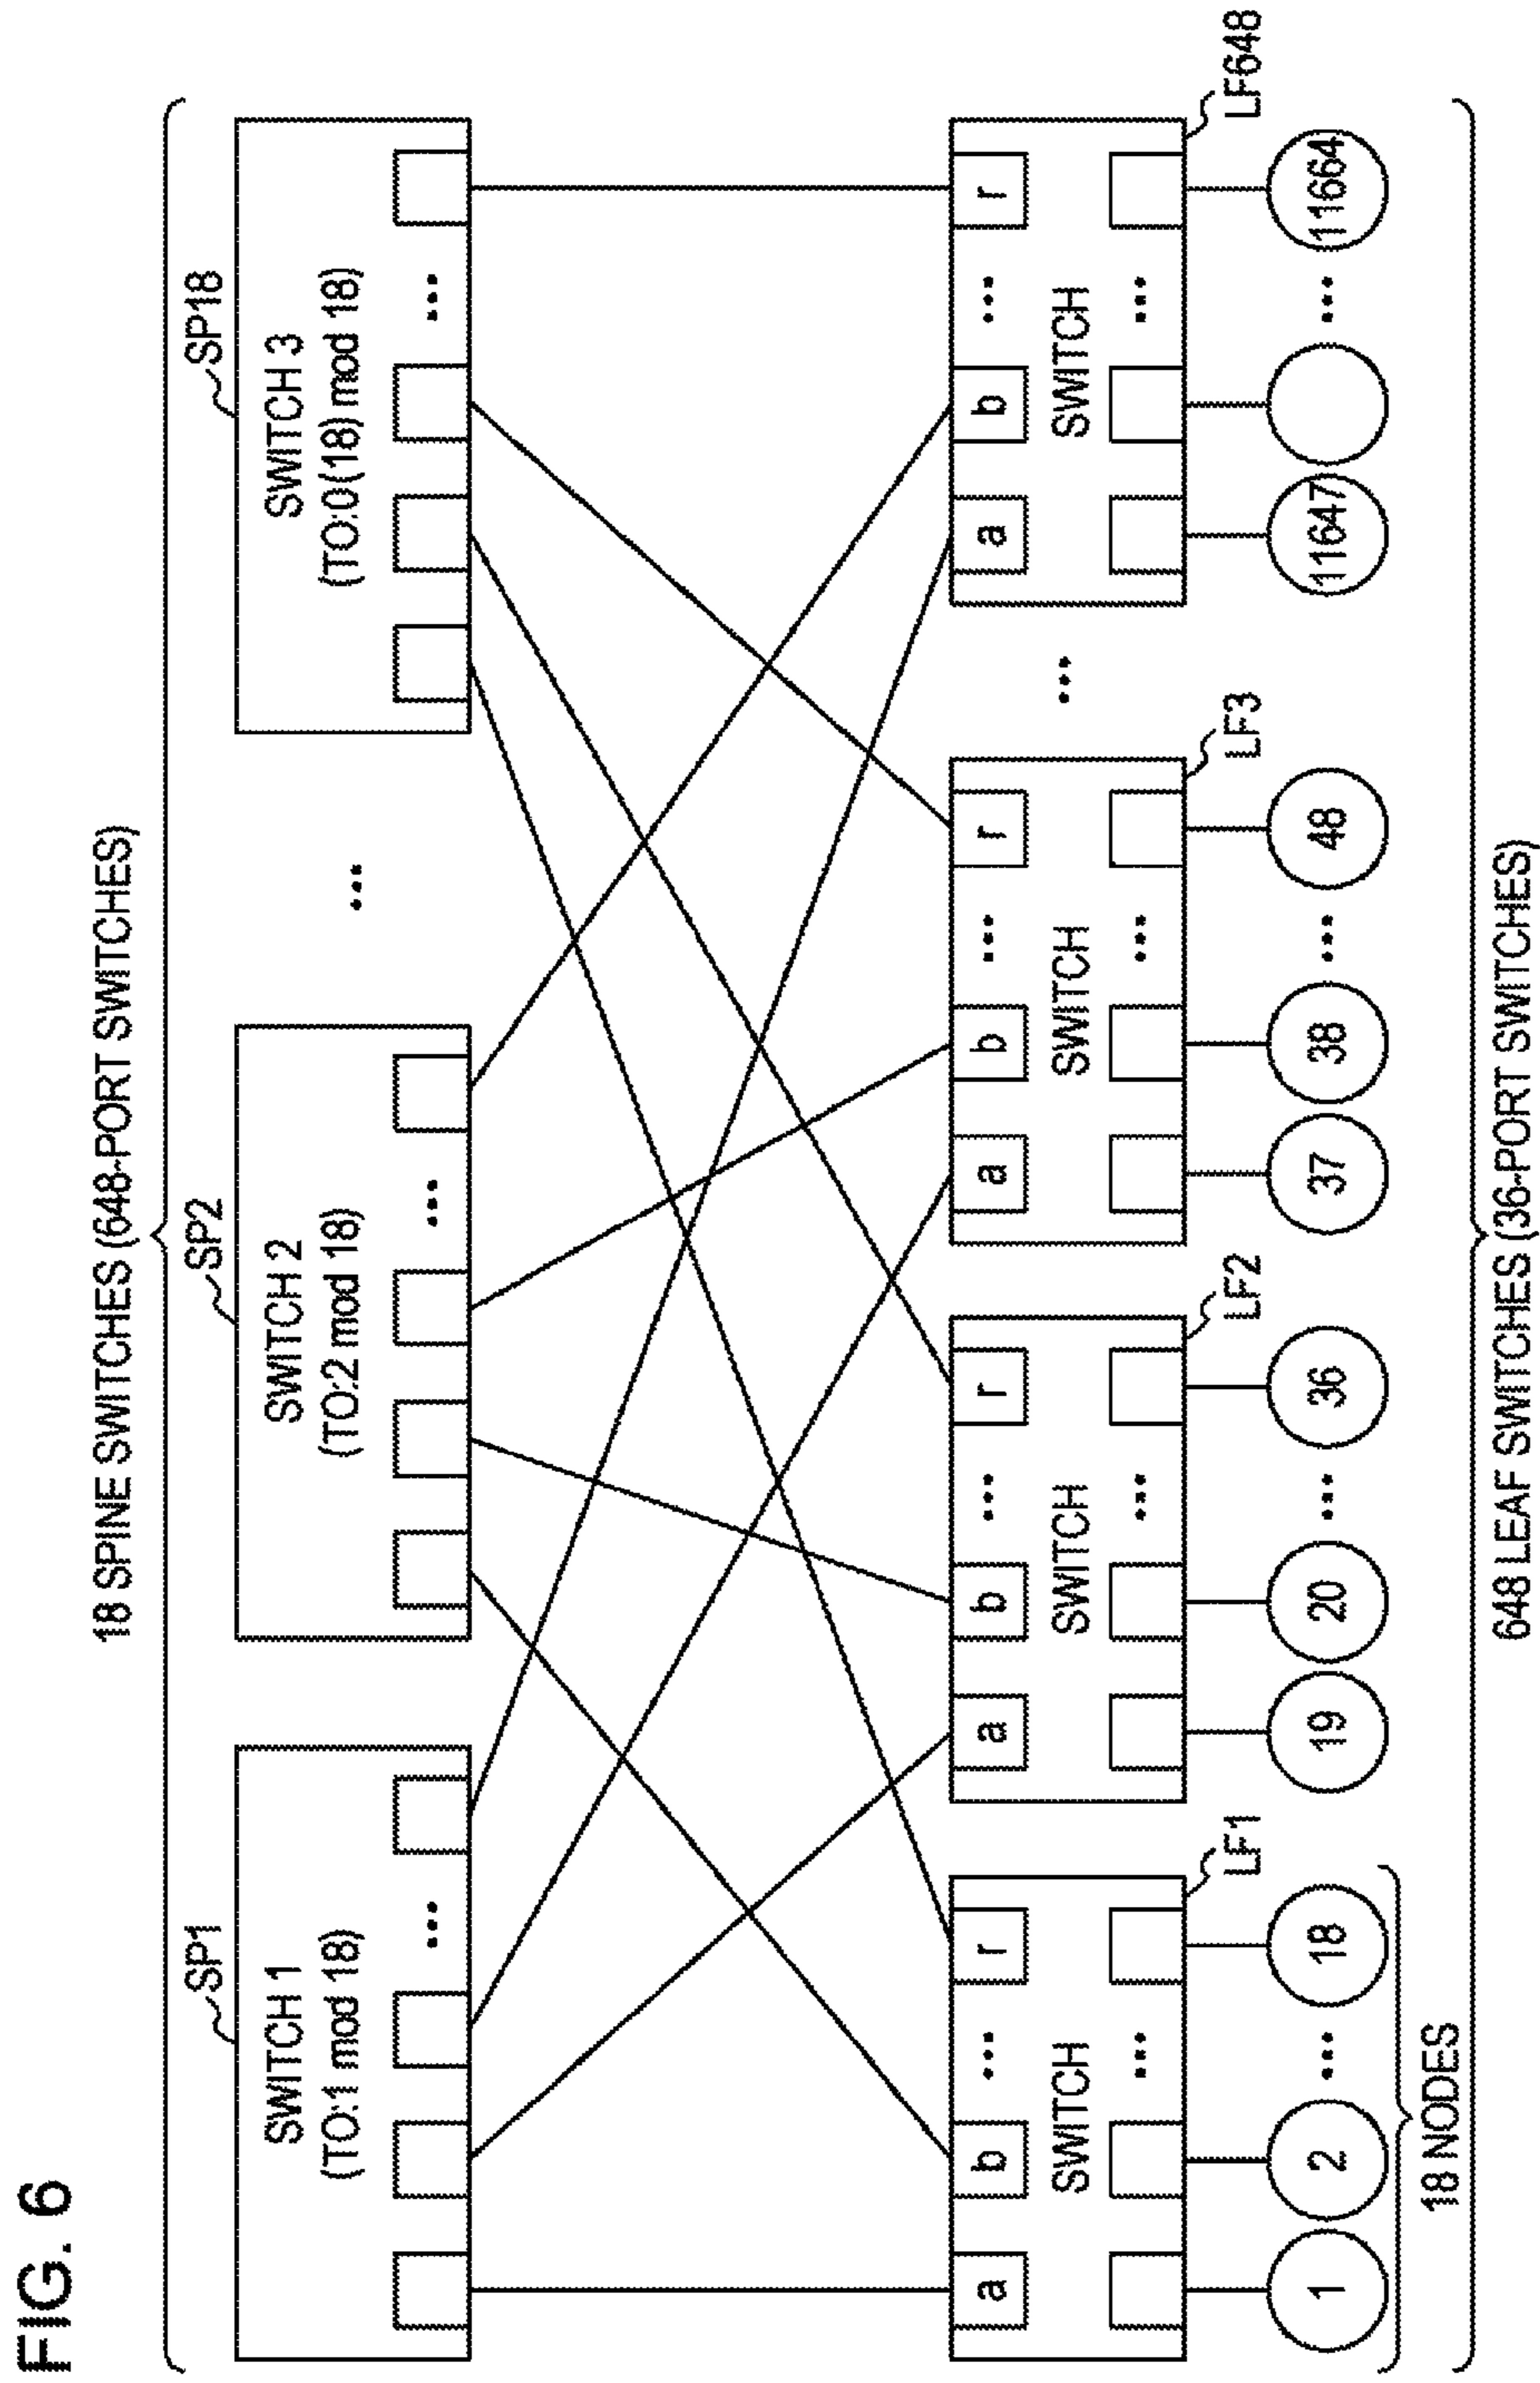 FIG. 6
18 SPINE SWITCHES (648-PORT SWITCHES)
SP1
SP2
SP18
SWITCH 1
(TO:1 mod 18)
...
SWITCH 2
(TO:2 mod 18)
...
...
SWITCH 3
(TO:0(18) mod 18)
...
a b ... r
SWITCH
...
LF1
a b ... r
SWITCH
...
LF2
a b ... r
SWITCH
...
LF3
...
a b ... r
SWITCH
...
LF648
1 2 ... 18
19 20 ... 36
37 38 ... 48
11647 ... 11664
18 NODES
648 LEAF SWITCHES (36-PORT SWITCHES)